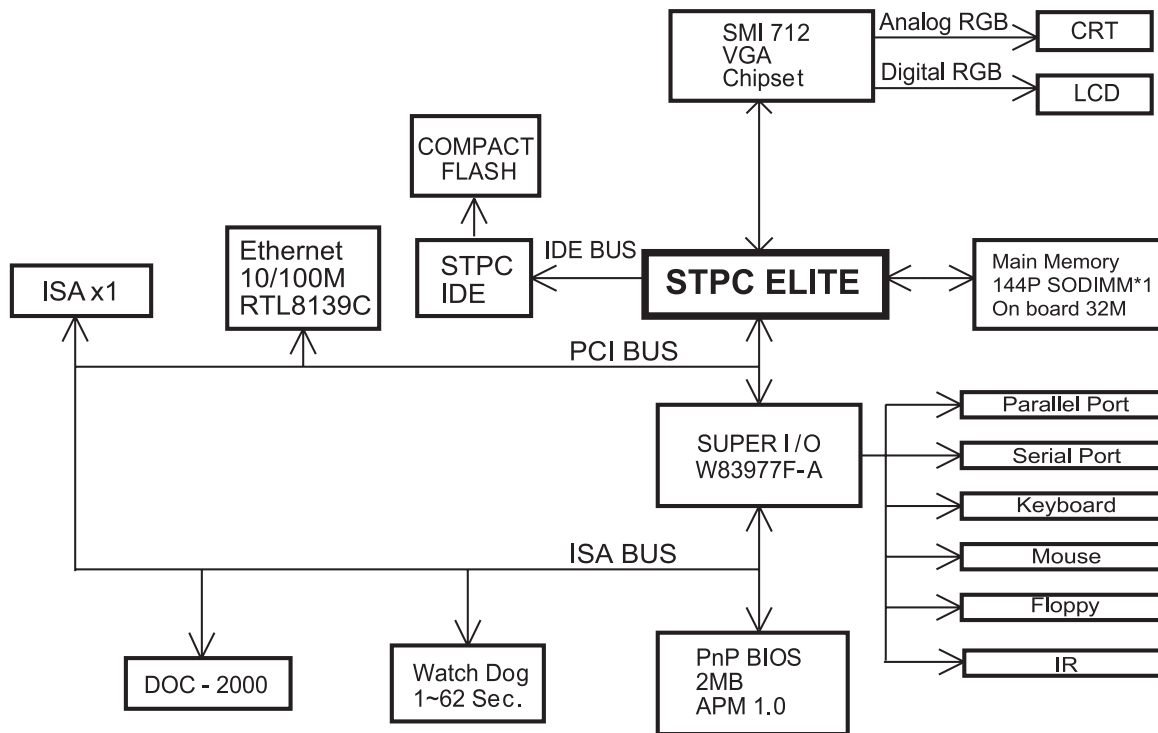 SMI 712
VGA
Chipset
Analog RGB
CRT
Digital RGB
LCD
COMPACT
FLASH
Ethernet
10/100M
RTL8139C
STPC
IDE
IDE BUS
STPC ELITE
Main Memory
144P SODIMM*1
On board 32M
ISA x1
PCI BUS
SUPER I/O
W83977F-A
Parallel Port
Serial Port
Keyboard
Mouse
Floppy
IR
ISA BUS
DOC - 2000
Watch Dog
1~62 Sec.
PnP BIOS
2MB
APM 1.0